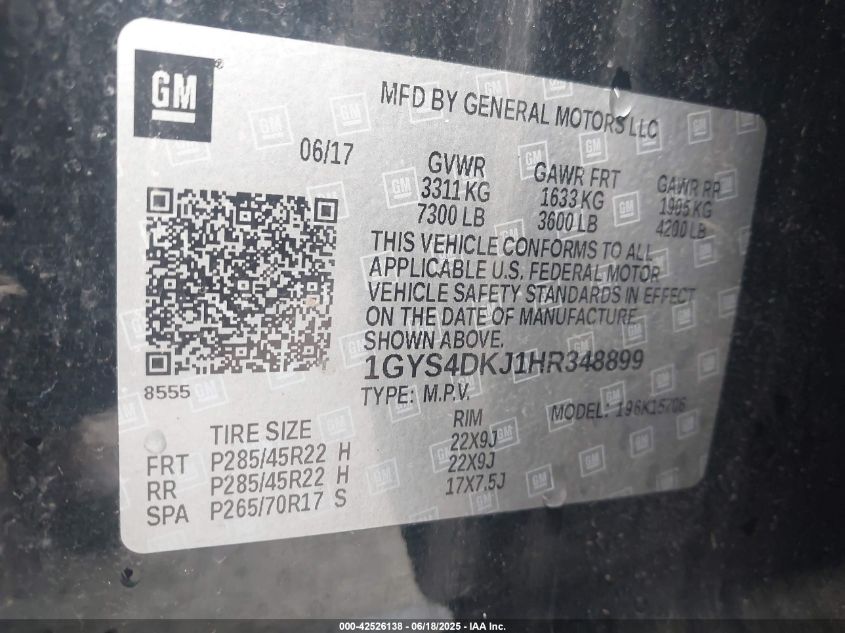 GM
®
MFD BY GENERAL MOTORS LLC
06/17
GVWR GAWR FRT GAWR RR
3311 KG 1633 KG 1905 KG
7300 LB 3600 LB 4200 LB
THIS VEHICLE CONFORMS TO ALL
APPLICABLE U.S. FEDERAL MOTOR
VEHICLE SAFETY STANDARDS IN EFFECT
ON THE DATE OF MANUFACTURE
SHOWN ABOVE.
1GYS4DKJ1HR348899
8555
TYPE: M.P.V. MODEL: 196K15706
TIRE SIZE RIM
FRT P285/45R22 H 22X9J
RR P285/45R22 H 22X9J
SPA P265/70R17 S 17X7.5J
000-42526138 - 06/18/2025 - IAA Inc.